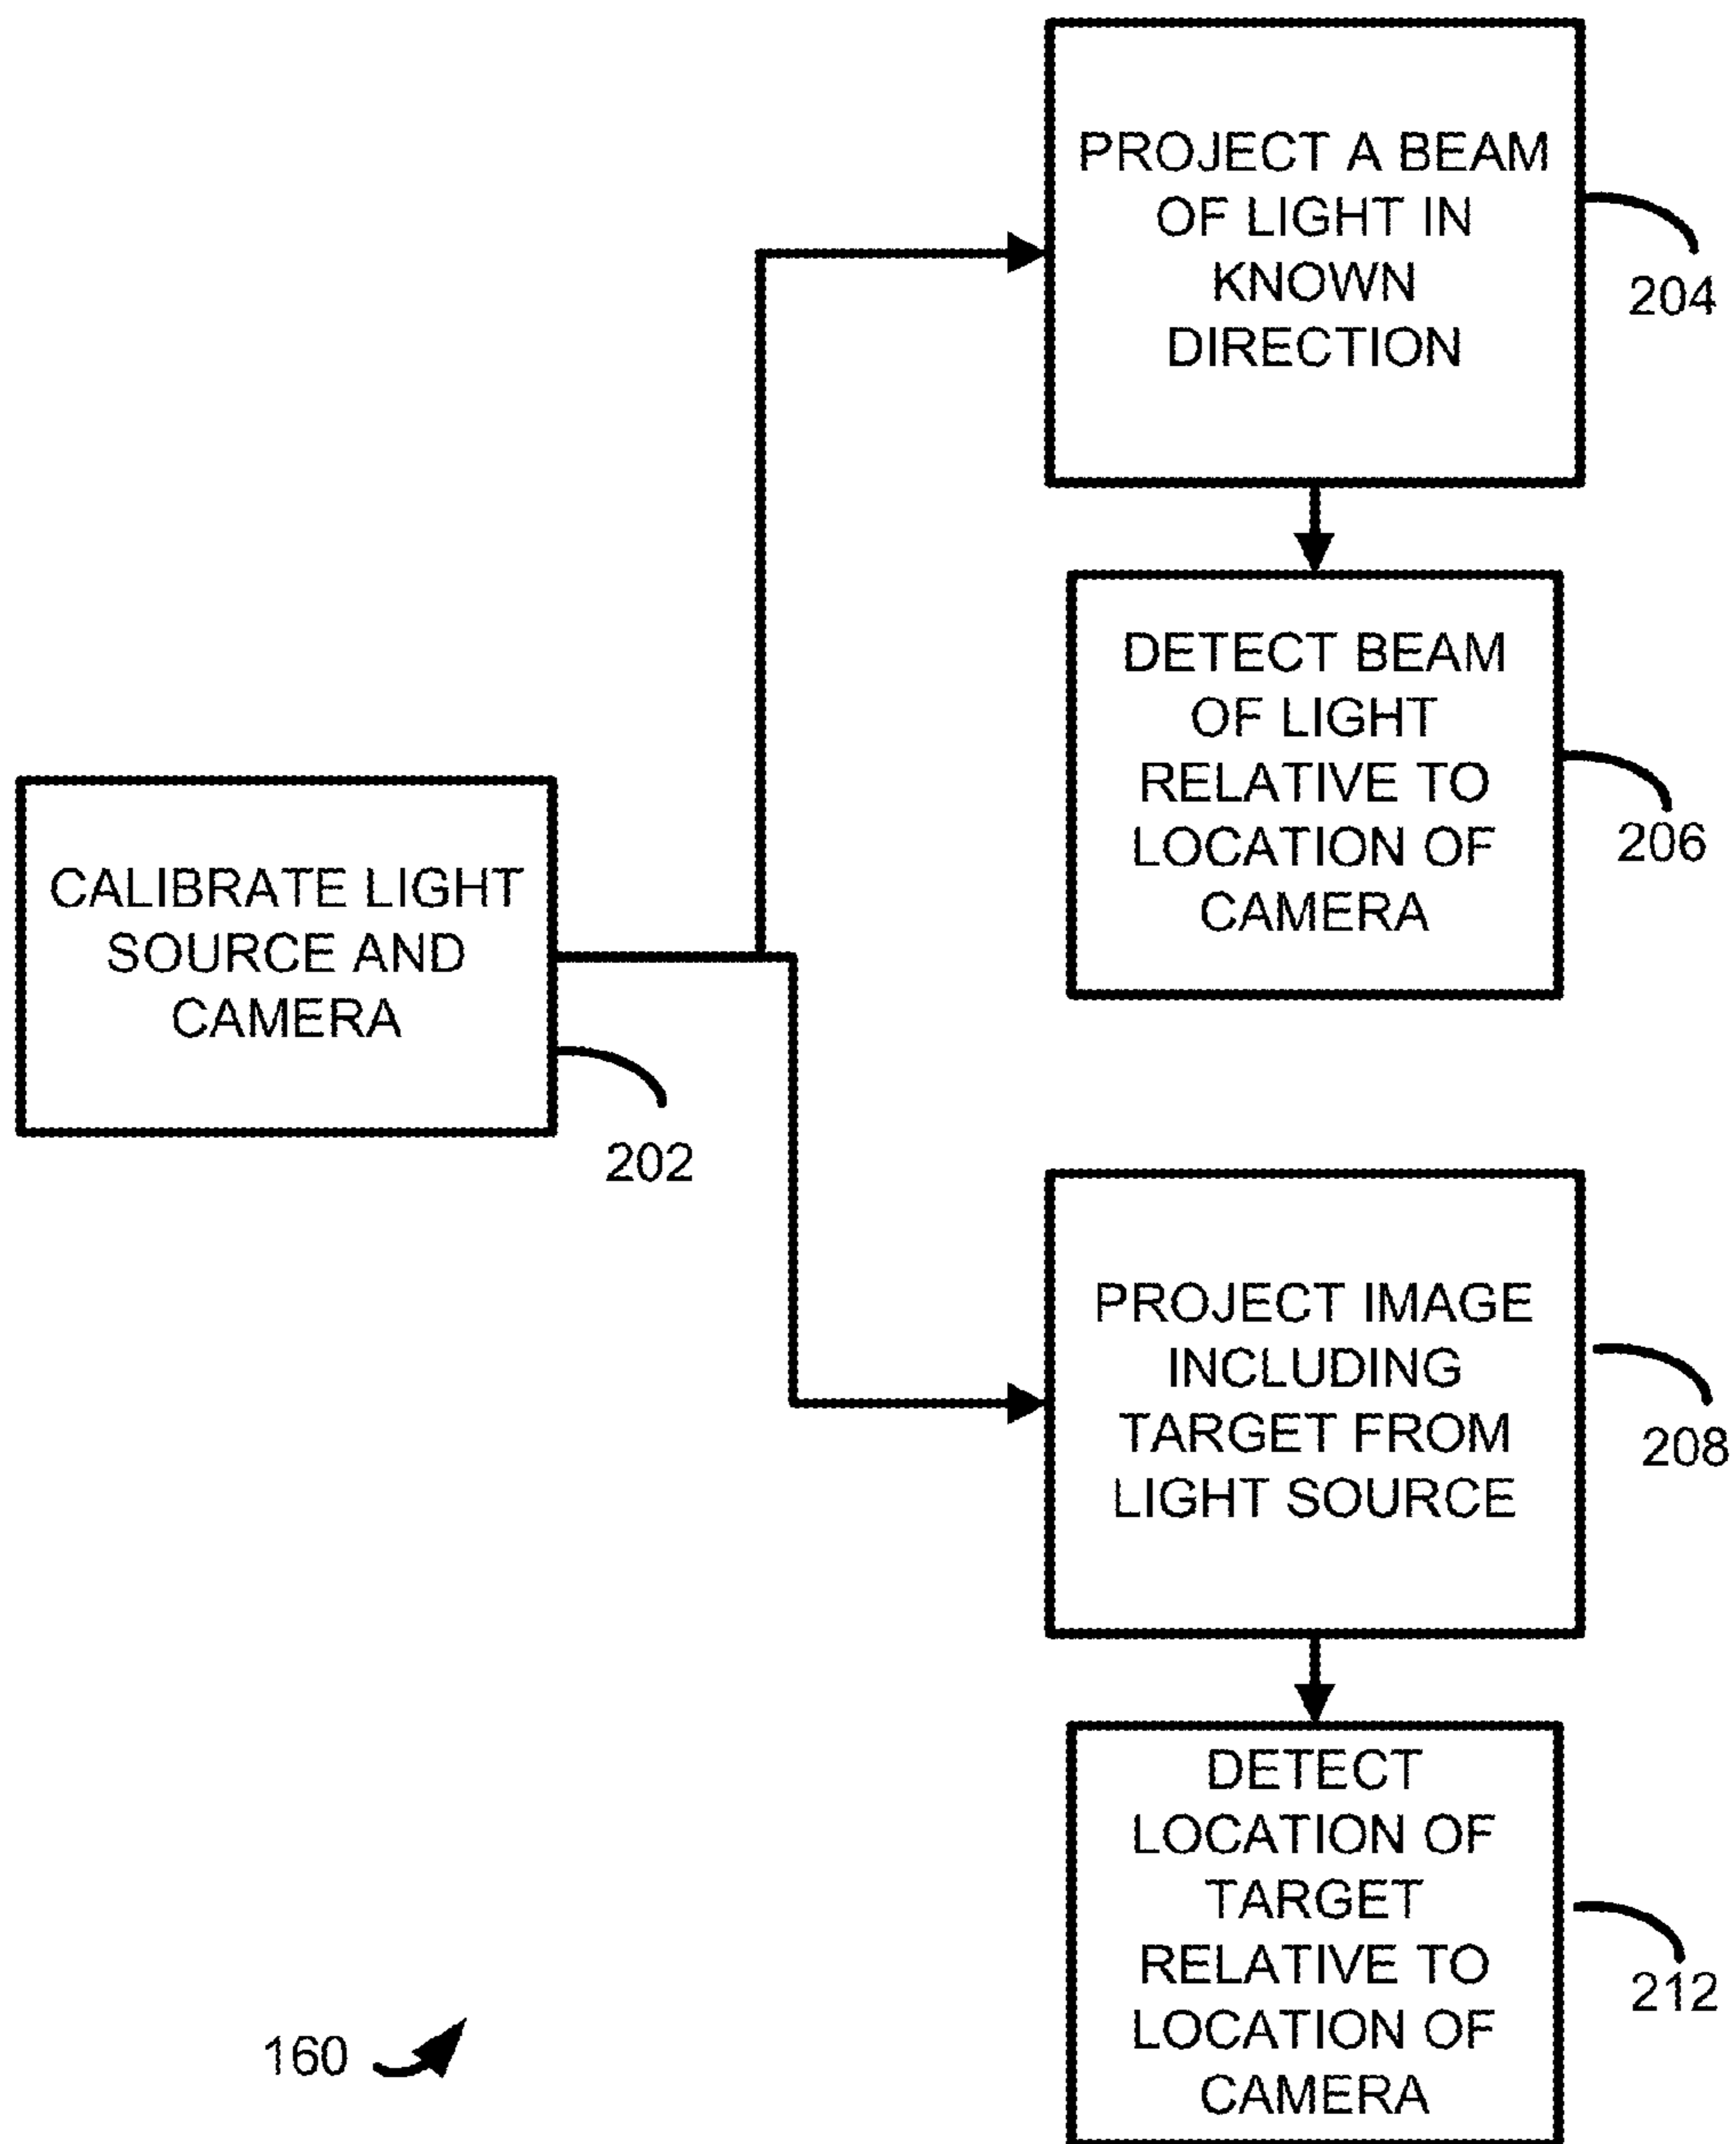 PROJECT A BEAM
OF LIGHT IN
KNOWN
DIRECTION
204
DETECT BEAM
OF LIGHT
RELATIVE TO
LOCATION OF
CAMERA
206
CALIBRATE LIGHT
SOURCE AND
CAMERA
202
PROJECT IMAGE
INCLUDING
TARGET FROM
LIGHT SOURCE
208
DETECT
LOCATION OF
TARGET
RELATIVE TO
LOCATION OF
CAMERA
212
160